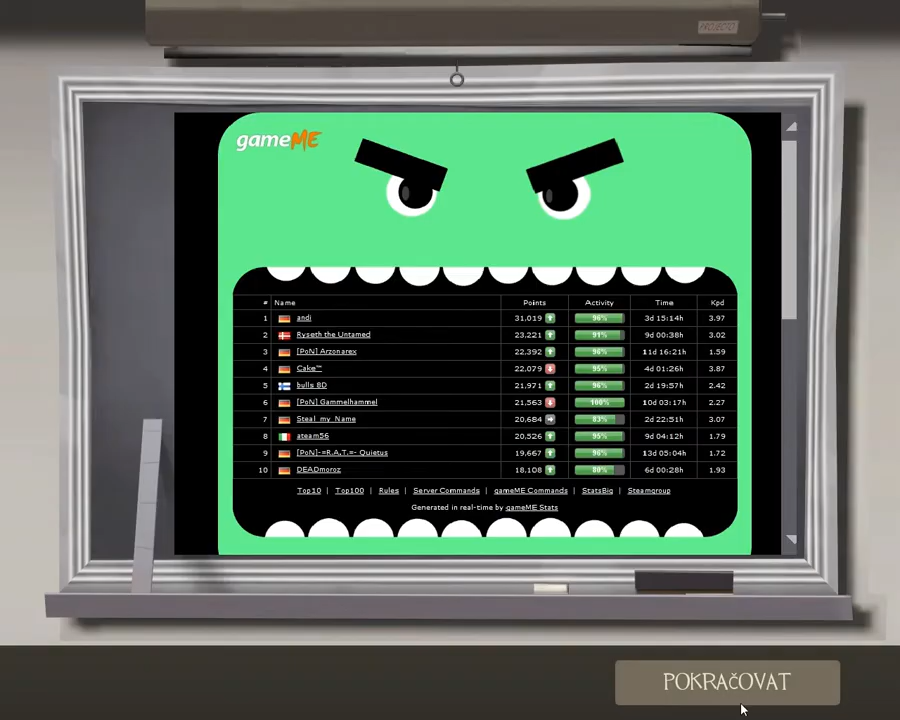 PROJECTO
gameME
# Name Points Activity Time Kpd
1 andi 31,019 96% 3d 15:14h 3.97
2 Ryseth the Untamed 23,221 91% 9d 00:38h 3.02
3 [PoN] Arzonarex 22,392 96% 11d 16:21h 1.59
4 Cake™ 22,079 95% 4d 01:26h 3.87
5 bulls 8D 21,971 96% 2d 19:57h 2.42
6 [PoN] Gammelhammel 21,563 100% 10d 03:17h 2.27
7 Steal_my_Name 20,684 83% 2d 22:51h 3.07
8 ateam56 20,526 95% 9d 04:12h 1.79
9 [PoN]-=R.A.T.=- Quietus 19,667 96% 13d 05:04h 1.72
10 DEADmoroz 18,108 80% 6d 00:28h 1.93
Top10 | Top100 | Rules | Server Commands | gameME Commands | StatsBig | Steamgroup
Generated in real-time by gameME Stats
POKRAČOVAT